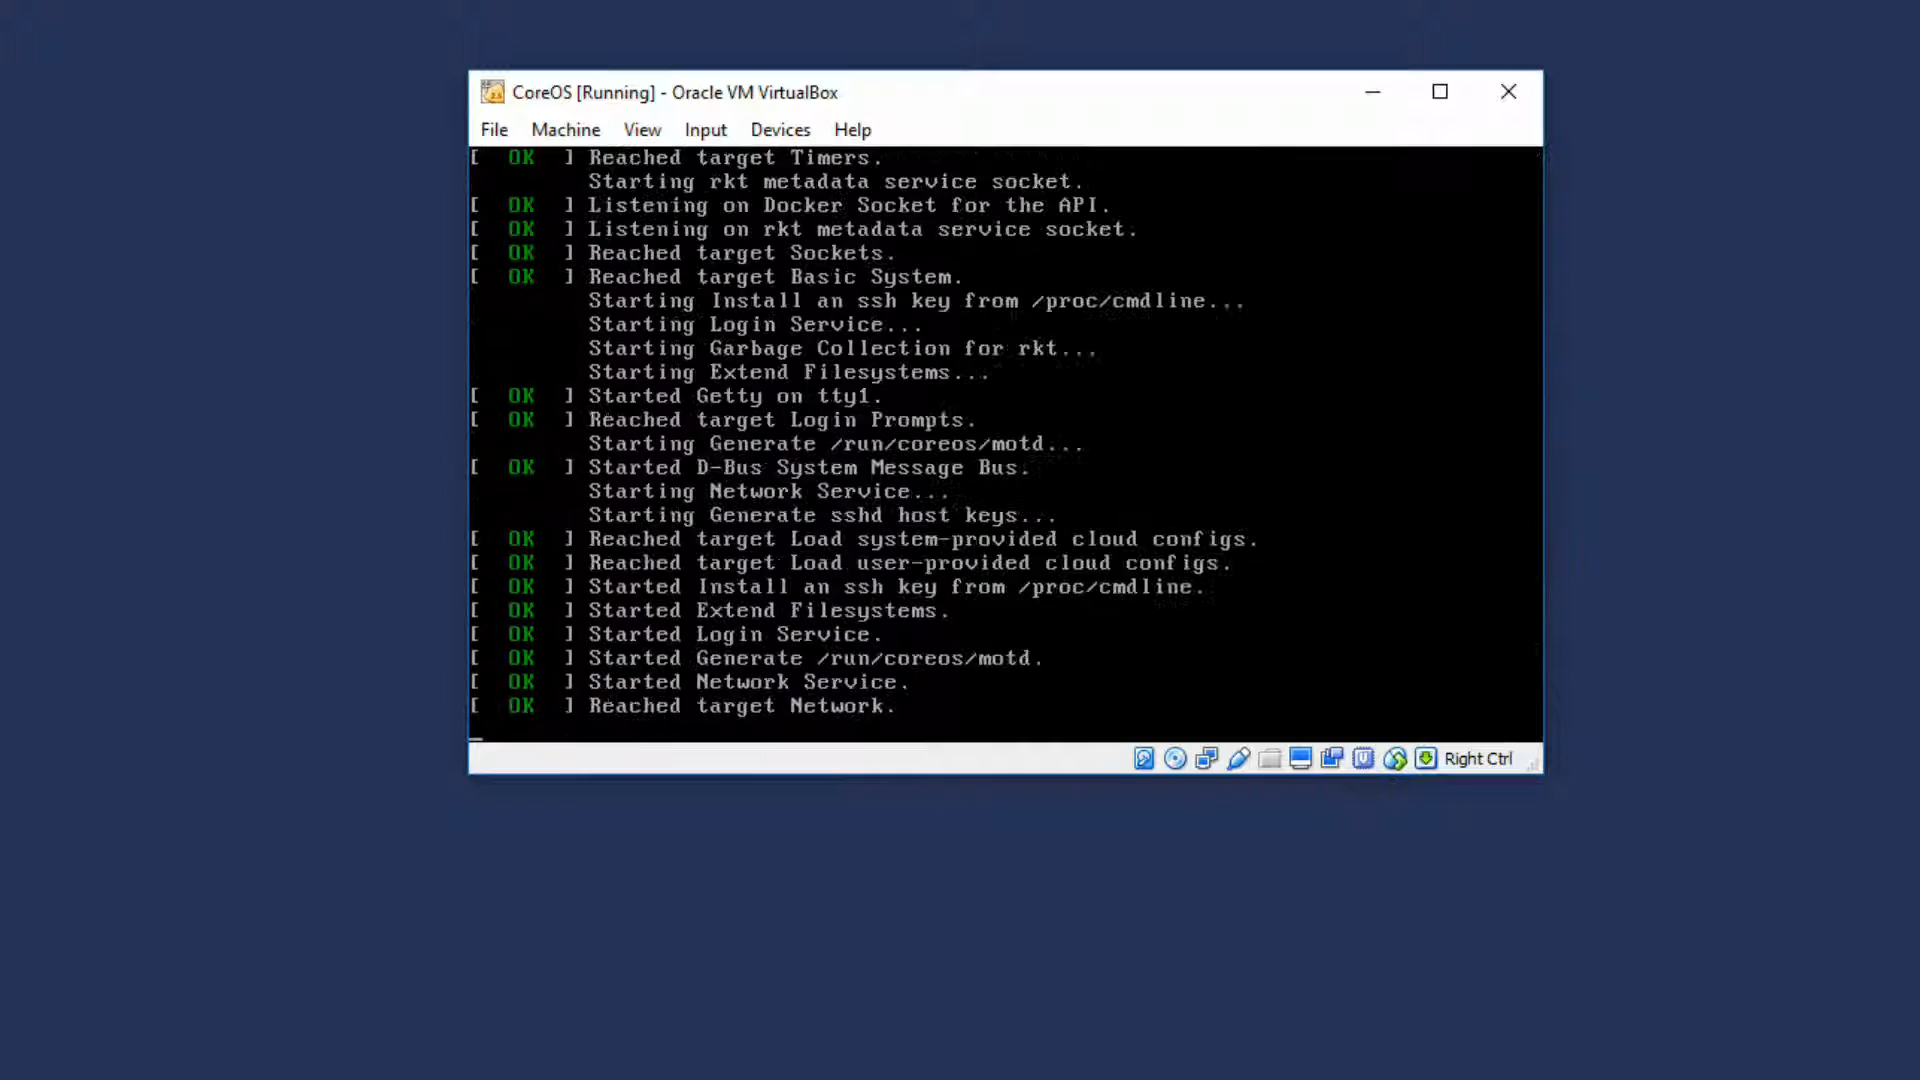 CoreOS [Running] - Oracle VM VirtualBox
File Machine View Input Devices Help
[ OK ] Reached target Timers.
Starting rkt metadata service socket.
[ OK ] Listening on Docker Socket for the API.
[ OK ] Listening on rkt metadata service socket.
[ OK ] Reached target Sockets.
[ OK ] Reached target Basic System.
Starting Install an ssh key from /proc/cmdline...
Starting Login Service...
Starting Garbage Collection for rkt...
Starting Extend Filesystems...
[ OK ] Started Getty on tty1.
[ OK ] Reached target Login Prompts.
Starting Generate /run/coreos/motd...
[ OK ] Started D-Bus System Message Bus.
Starting Network Service...
Starting Generate sshd host keys...
[ OK ] Reached target Load system-provided cloud configs.
[ OK ] Reached target Load user-provided cloud configs.
[ OK ] Started Install an ssh key from /proc/cmdline.
[ OK ] Started Extend Filesystems.
[ OK ] Started Login Service.
[ OK ] Started Generate /run/coreos/motd.
[ OK ] Started Network Service.
[ OK ] Reached target Network.
Right Ctrl